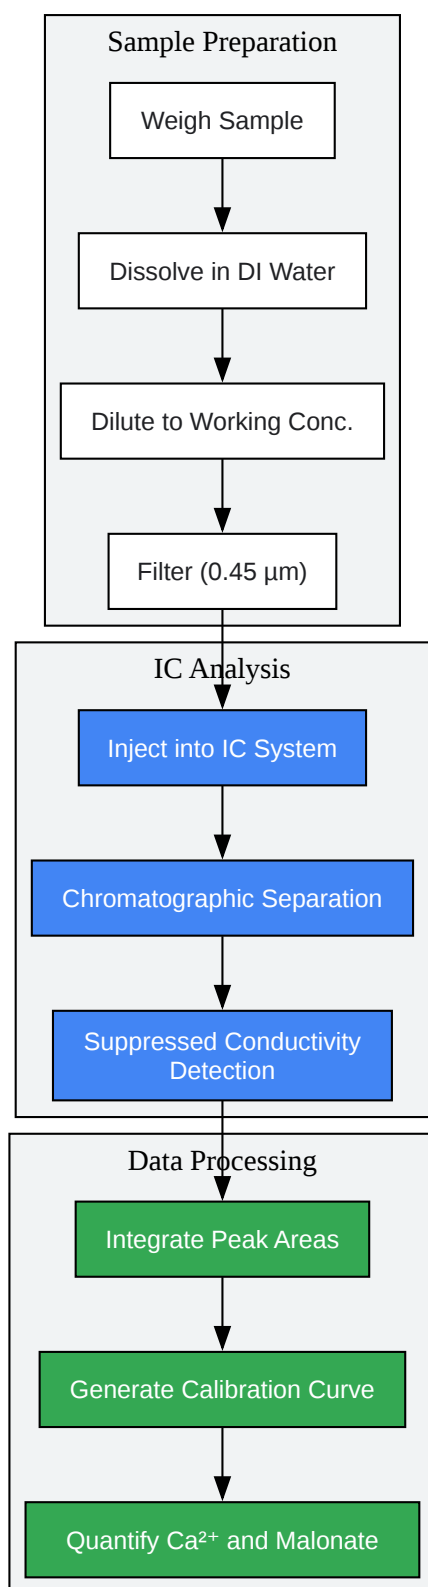 Sample Preparation
Weigh Sample
Dissolve in DI Water
Dilute to Working Conc.
Filter (0.45 µm)
IC Analysis
Inject into IC System
Chromatographic Separation
Suppressed Conductivity
Detection
Data Processing
Integrate Peak Areas
Generate Calibration Curve
Quantify Ca²⁺ and Malonate